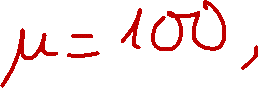 μ = 100,